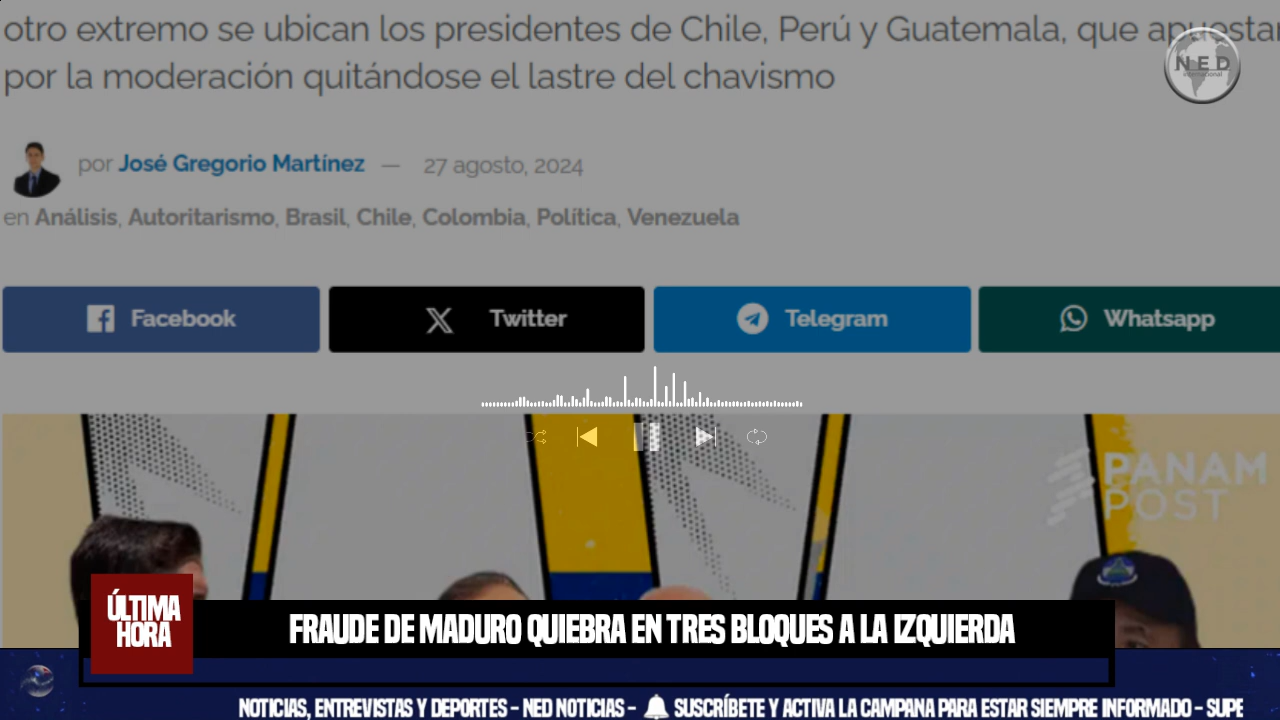 otro extremo se ubican los presidentes de Chile, Perú y Guatemala, que apuestan
por la moderación quitándose el lastre del chavismo
NED
international
por José Gregorio Martínez — 27 agosto, 2024
en Análisis, Autoritarismo, Brasil, Chile, Colombia, Política, Venezuela
Facebook
Twitter
Telegram
Whatsapp
PANAM
POST
ÚLTIMA
HORA
FRAUDE DE MADURO QUIEBRA EN TRES BLOQUES A LA IZQUIERDA
NOTICIAS, ENTREVISTAS Y DEPORTES - NED NOTICIAS - SUSCRÍBETE Y ACTIVA LA CAMPANA PARA ESTAR SIEMPRE INFORMADO - SUPE